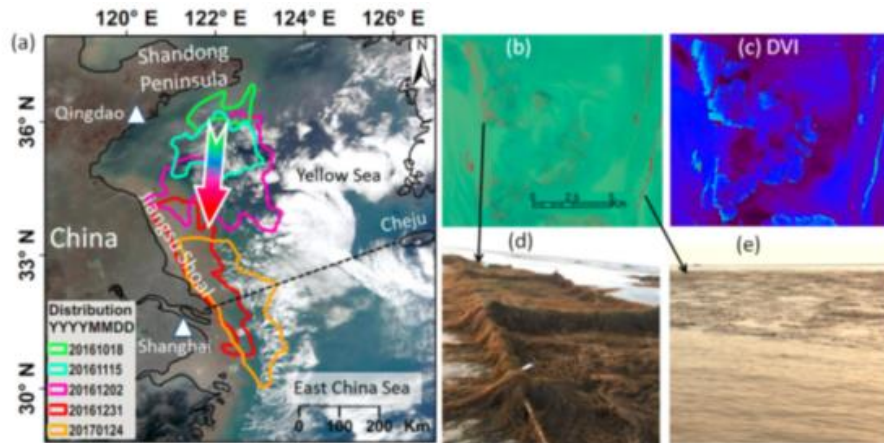 120° E 122° E 124° E 126° E
(a)
Shandong
Peninsula
N
Qingdao
36° N
Yellow Sea
Cheju
China
Jiangsu Shoal
33° N
Distribution
YYYYMMDD
20161018
20161115
20161202
20161231
20170124
Shanghai
30° N
East China Sea
0 100 200 Km
(b)
(c) DVI
(d)
(e)